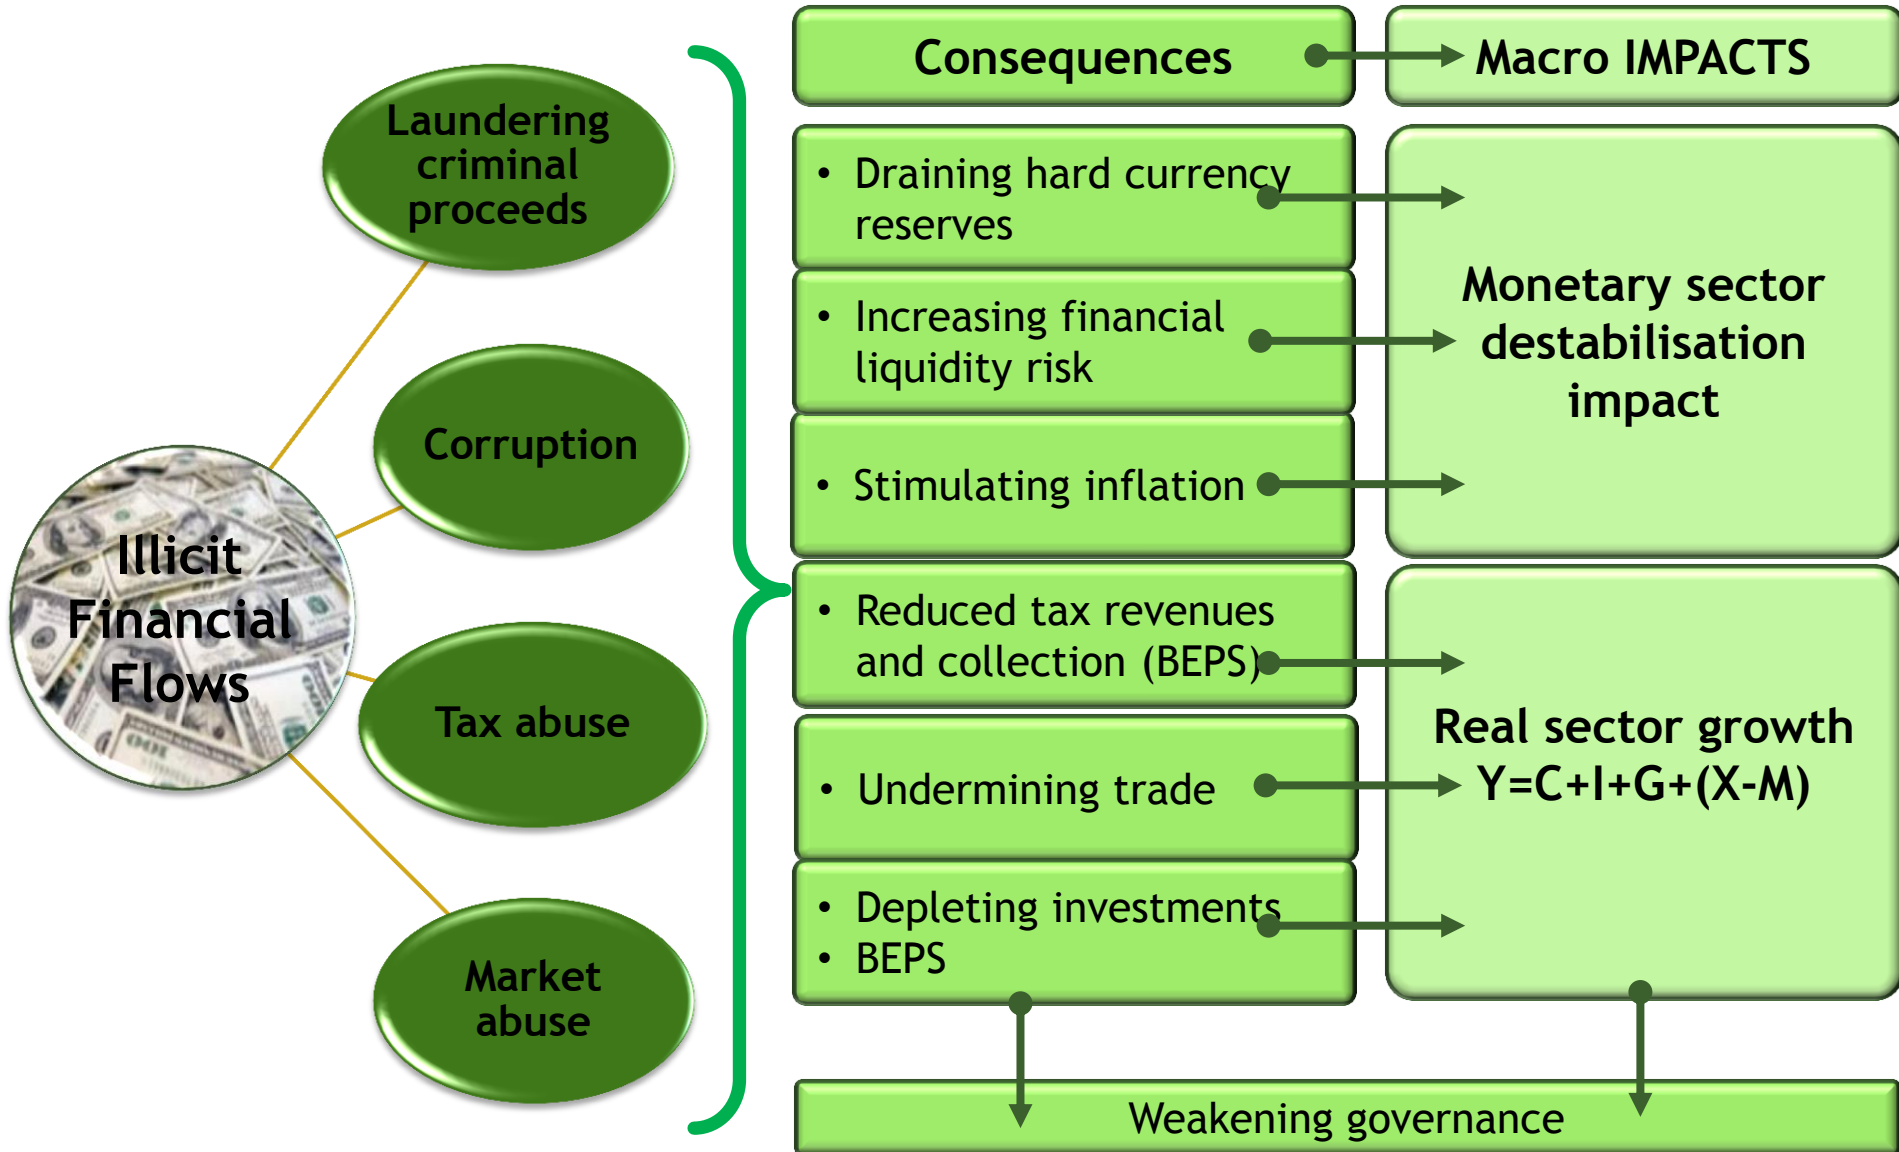 Illicit
Financial
Flows
Laundering
criminal
proceeds
Corruption
Tax abuse
Market
abuse
Consequences
Macro IMPACTS
• Draining hard currency
reserves
• Increasing financial
liquidity risk
• Stimulating inflation
Monetary sector
destabilisation
impact
• Reduced tax revenues
and collection (BEPS)
• Undermining trade
• Depleting investments
• BEPS
Real sector growth
Y=C+I+G+(X-M)
Weakening governance